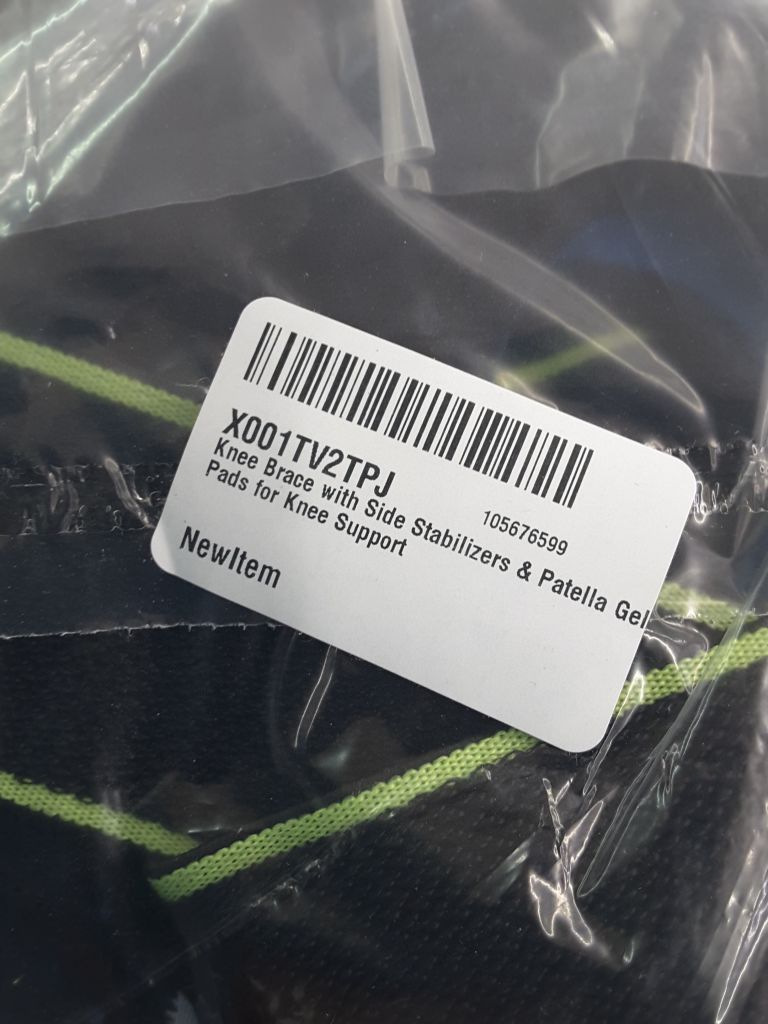 X001TV2TPJ
105676599
Knee Brace with Side Stabilizers & Patella Gel
Pads for Knee Support
NewItem